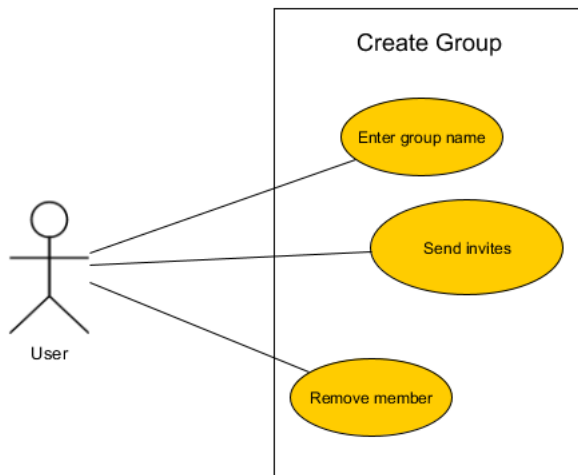 Create Group
Enter group name
Send invites
User
Remove member